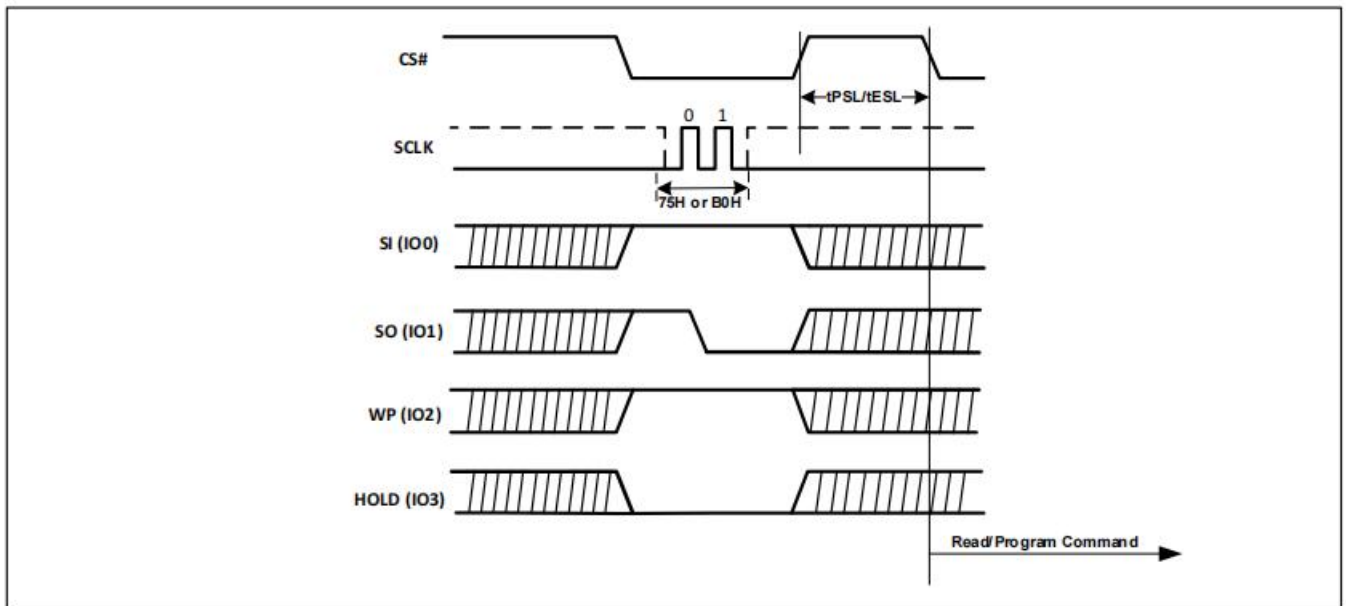 CS#
tPSL/tESL
0 1
SCLK
75H or B0H
SI (IO0)
SO (IO1)
WP (IO2)
HOLD (IO3)
Read/Program Command